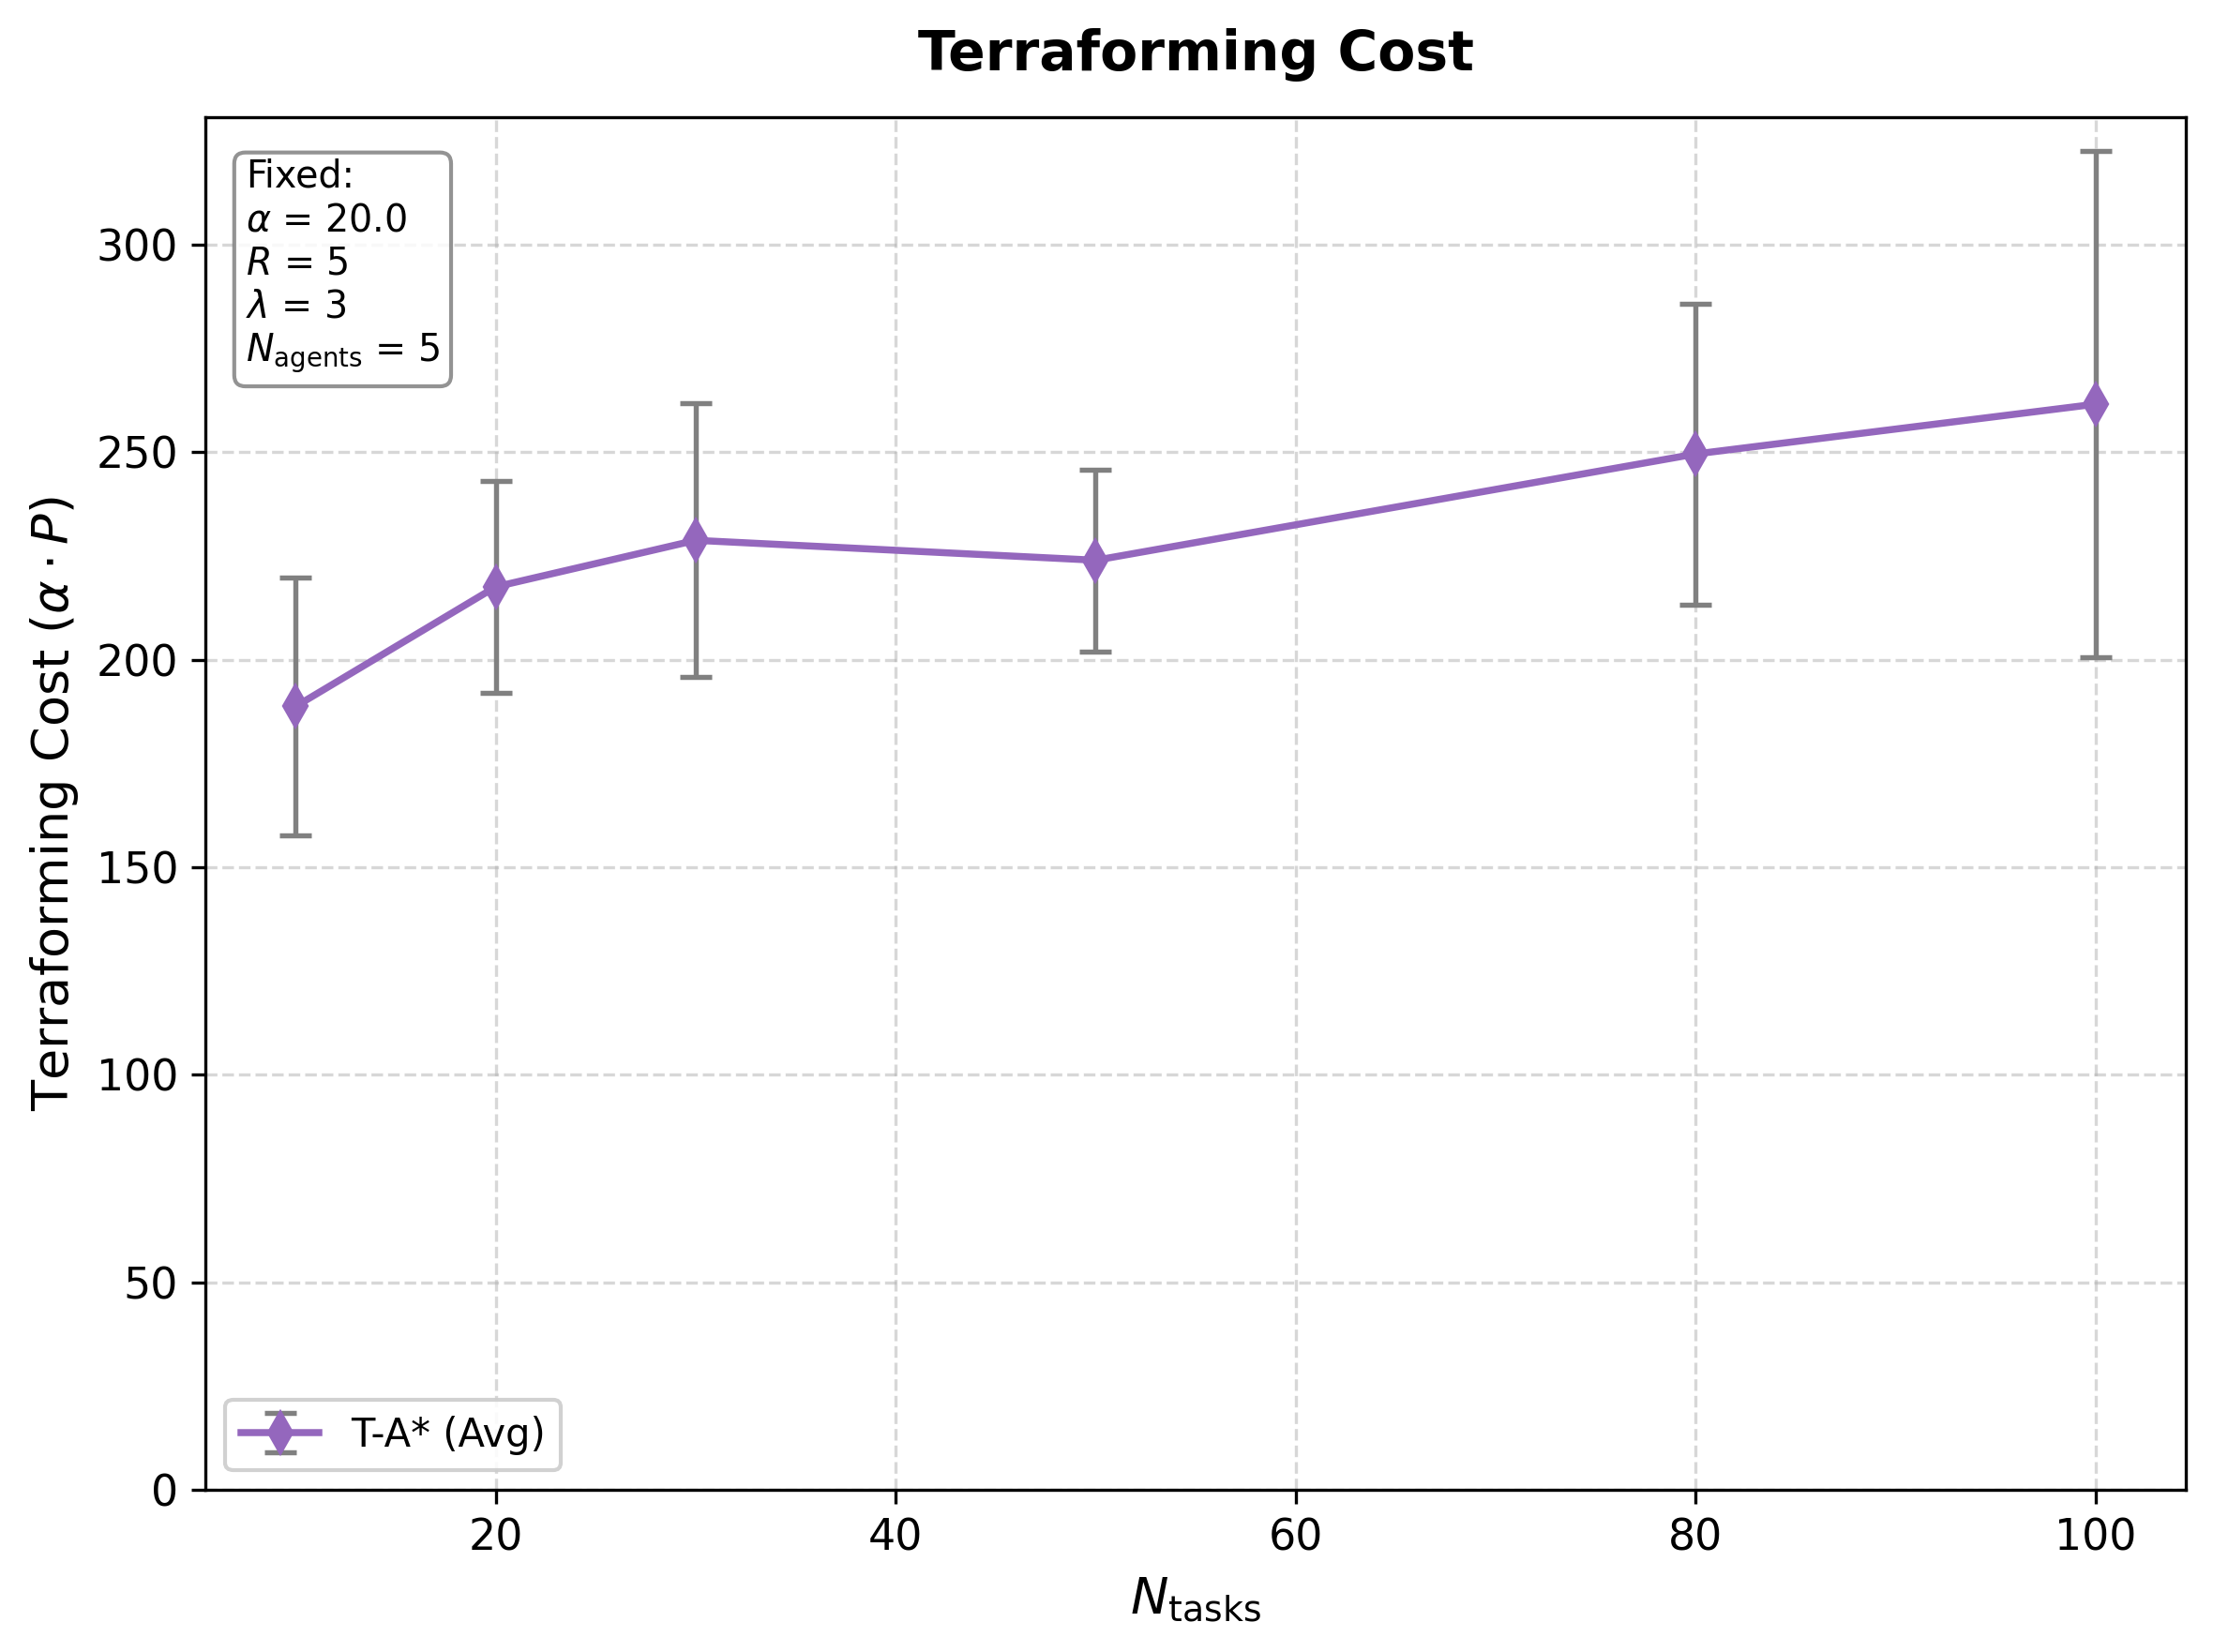 Terraforming Cost
Fixed:
α = 20.0
R = 5
λ = 3
N_agents = 5
Terraforming Cost (α · P)
300
250
200
150
100
50
0
T-A* (Avg)
20 40 60 80 100
N_tasks